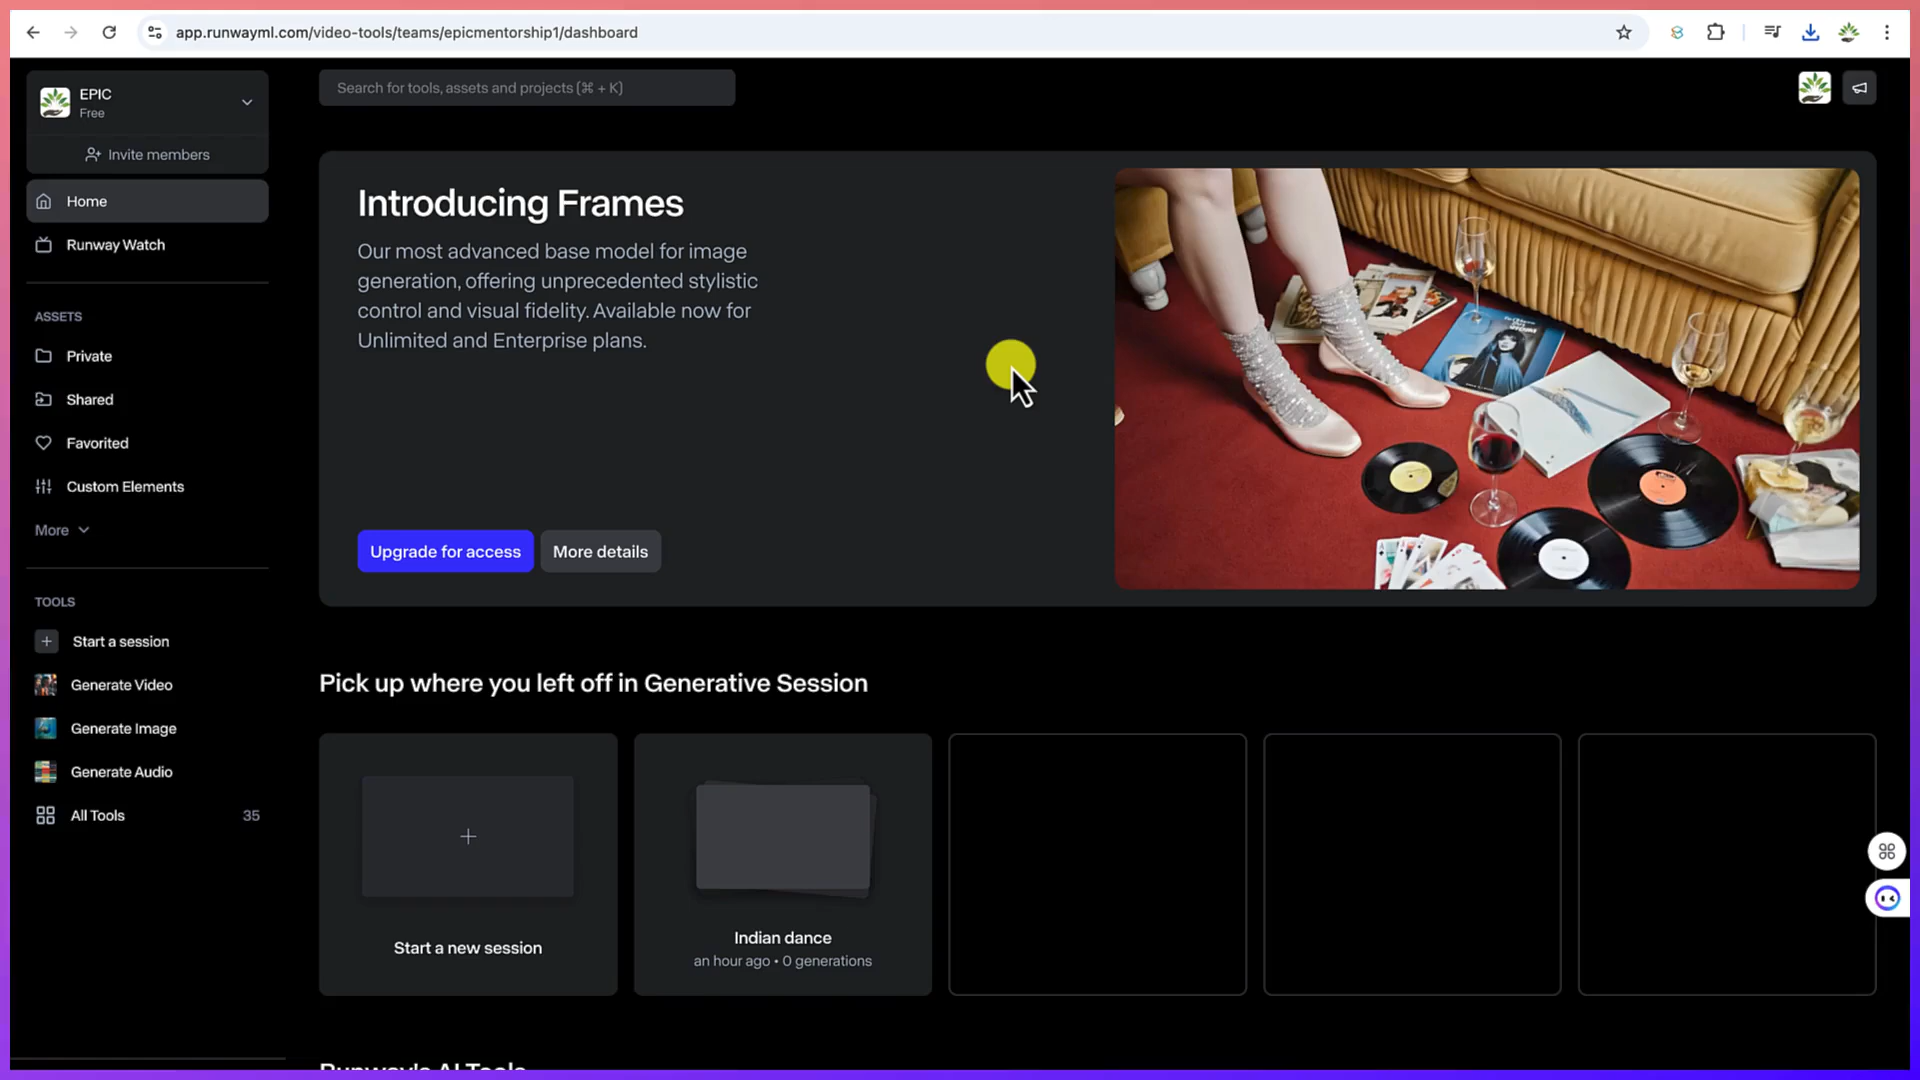 app.runwayml.com/video-tools/teams/epicmentorship1/dashboard
EPIC
Free
Invite members
Home
Runway Watch
ASSETS
Private
Shared
Favorited
Custom Elements
More
TOOLS
Start a session
Generate Video
Generate Image
Generate Audio
All Tools 35
Search for tools, assets and projects (⌘ + K)
Introducing Frames
Our most advanced base model for image
generation, offering unprecedented stylistic
control and visual fidelity. Available now for
Unlimited and Enterprise plans.
Upgrade for access
More details
Pick up where you left off in Generative Session
Start a new session
Indian dance
an hour ago • 0 generations
Runway's AI Tools